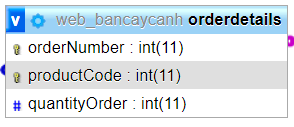 v web_bancaycanh orderdetails
orderNumber : int(11)
productCode : int(11)
# quantityOrder : int(11)